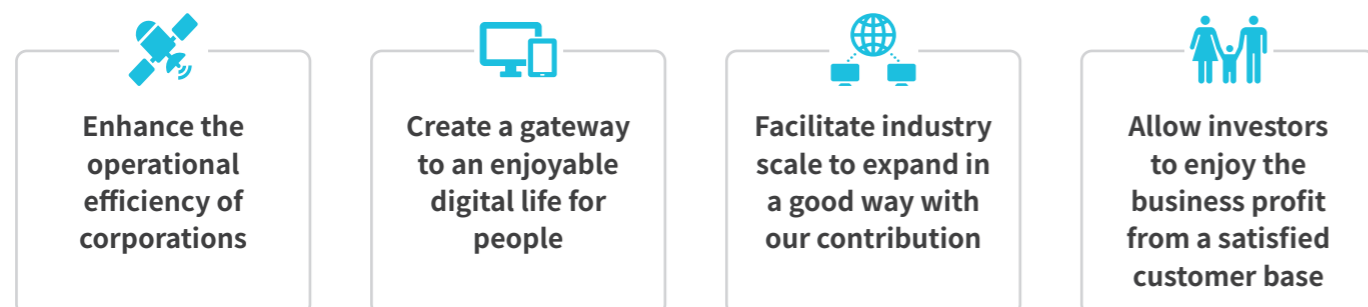 Enhance the
operational
efficiency of
corporations
Create a gateway
to an enjoyable
digital life for
people
Facilitate industry
scale to expand in
a good way with
our contribution
Allow investors
to enjoy the
business profit
from a satisfied
customer base